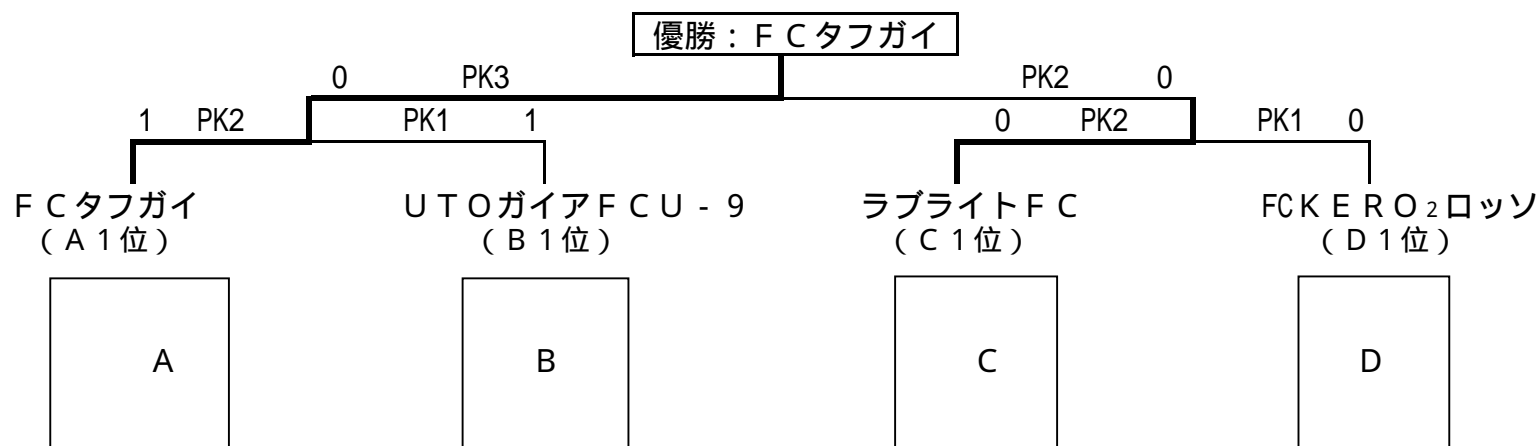 優勝：ＦＣタフガイ
0 PK3 PK2 0
1 PK2 PK1 1 0 PK2 PK1 0
ＦＣタフガイ ＵＴＯガイアＦＣＵ-９ ラブライトＦＣ FCＫＥＲＯ₂ロッソ
（Ａ１位） （Ｂ１位） （Ｃ１位） （Ｄ１位）
A B C D